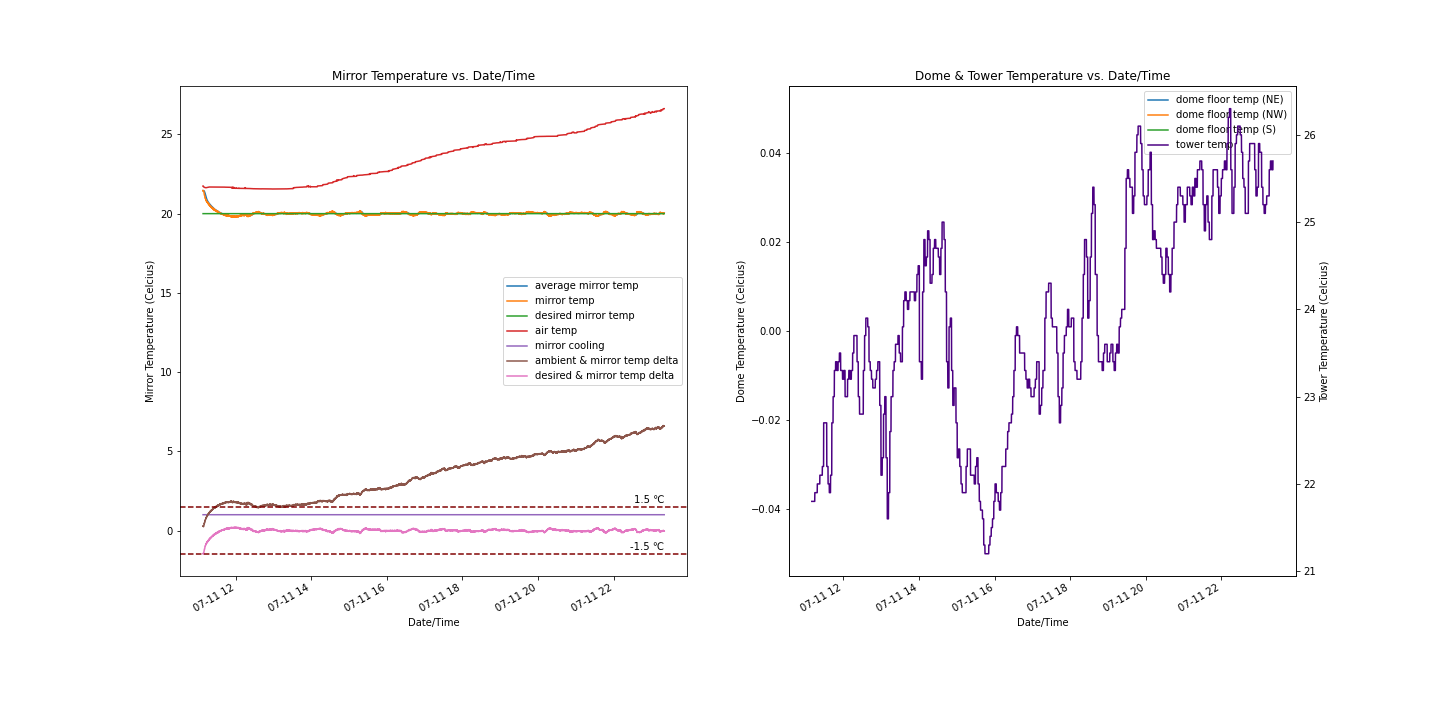 Mirror Temperature vs. Date/Time
Mirror Temperature (Celcius)
25
20
15
10
5
0
average mirror temp
mirror temp
desired mirror temp
air temp
mirror cooling
ambient & mirror temp delta
desired & mirror temp delta
1.5 °C
-1.5 °C
07-11 12
07-11 14
07-11 16
07-11 18
07-11 20
07-11 22
Date/Time
Dome & Tower Temperature vs. Date/Time
Dome Temperature (Celcius)
0.04
0.02
0.00
−0.02
−0.04
dome floor temp (NE)
dome floor temp (NW)
dome floor temp (S)
tower temp
26
25
24
23
22
21
Tower Temperature (Celcius)
07-11 12
07-11 14
07-11 16
07-11 18
07-11 20
07-11 22
Date/Time